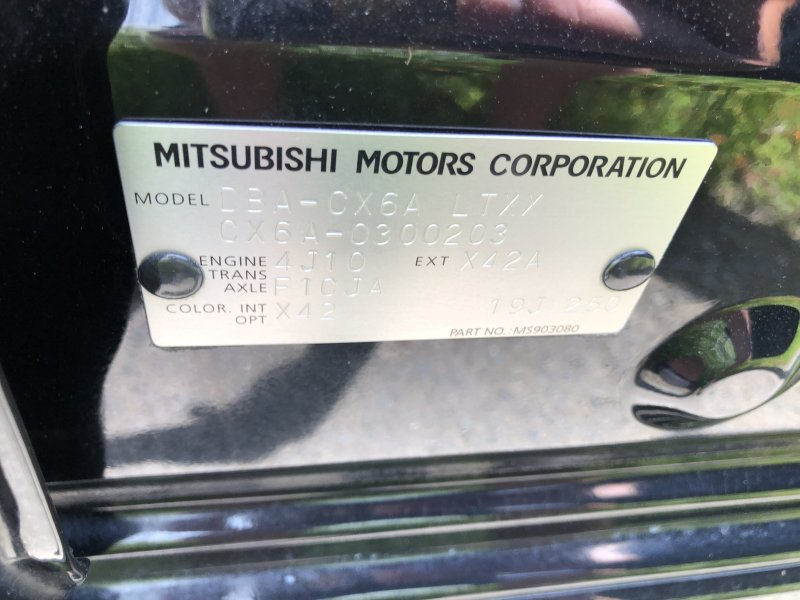 MITSUBISHI MOTORS CORPORATION
MODEL DBA-CX6A LTXX
CX6A-0300203
ENGINE 4J10 EXT X42A
TRANS
AXLE F1CJA
COLOR. INT X42 19J 250
OPT
PART NO.: MS903080